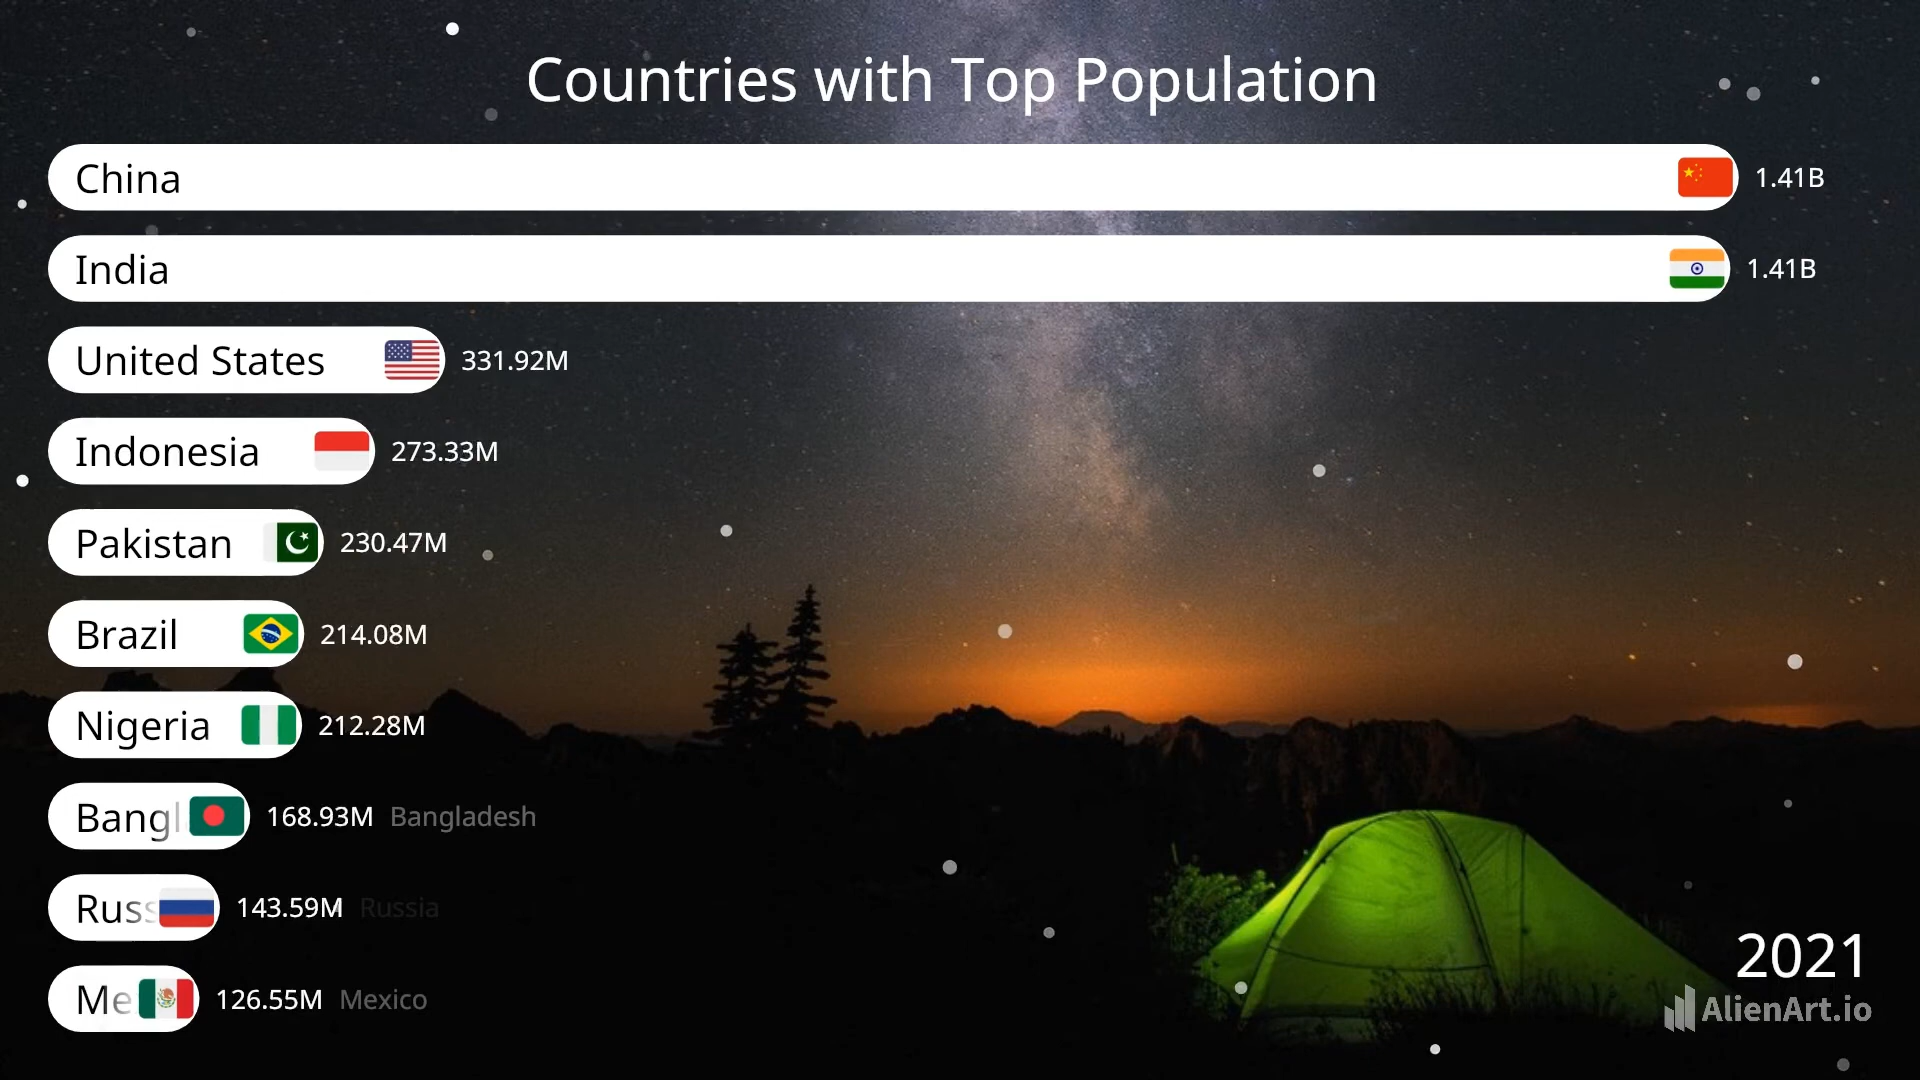 Countries with Top Population
China 1.41B
India 1.41B
United States 331.92M
Indonesia 273.33M
Pakistan 230.47M
Brazil 214.08M
Nigeria 212.28M
Bangl 168.93M Bangladesh
Russ 143.59M Russia
Me 126.55M Mexico
2021
AlienArt.io